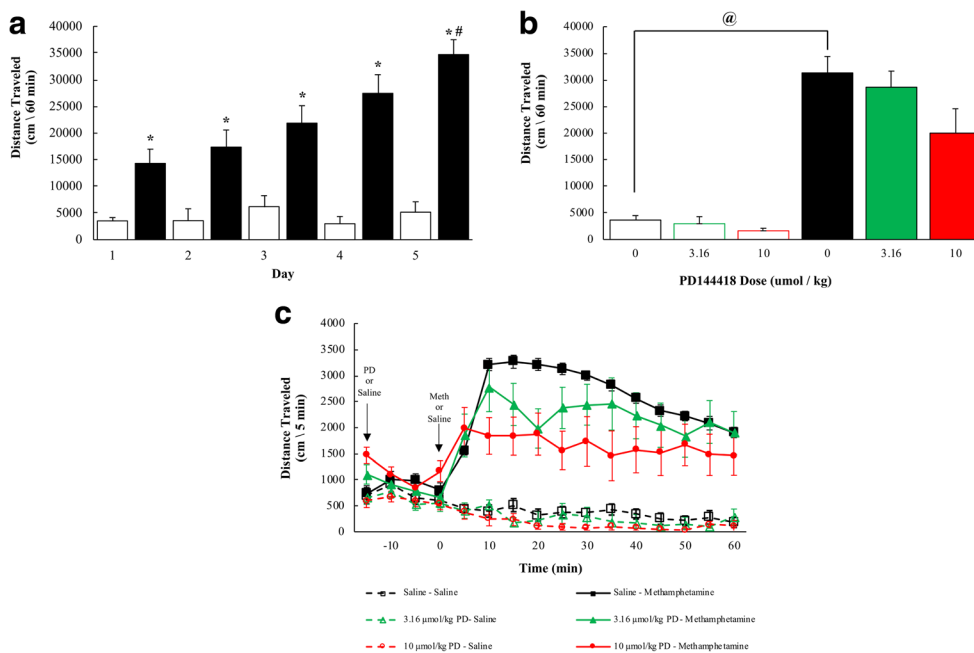 a
Distance Traveled
(cm \ 60 min)
40000
35000
30000
25000
20000
15000
10000
5000
0
*
*
*
*
* #
1
2
3
4
5
Day
b
Distance Traveled
(cm \ 60 min)
40000
35000
30000
25000
20000
15000
10000
5000
0
@
0
3.16
10
0
3.16
10
PD144418 Dose (umol / kg)
c
Distance Traveled
(cm \ 5 min)
4000
3500
3000
2500
2000
1500
1000
500
0
PD
or
Saline
Meth
or
Saline
-10
0
10
20
30
40
50
60
Time (min)
Saline - Saline
Saline - Methamphetamine
3.16 µmol/kg PD- Saline
3.16 µmol/kg PD - Methamphetamine
10 µmol/kg PD - Saline
10 µmol/kg PD - Methamphetamine